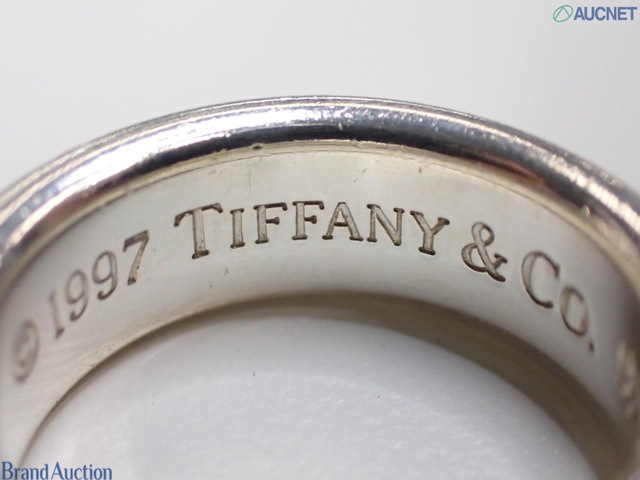 AUCNET
© 1997 TIFFANY & CO.
Brand Auction